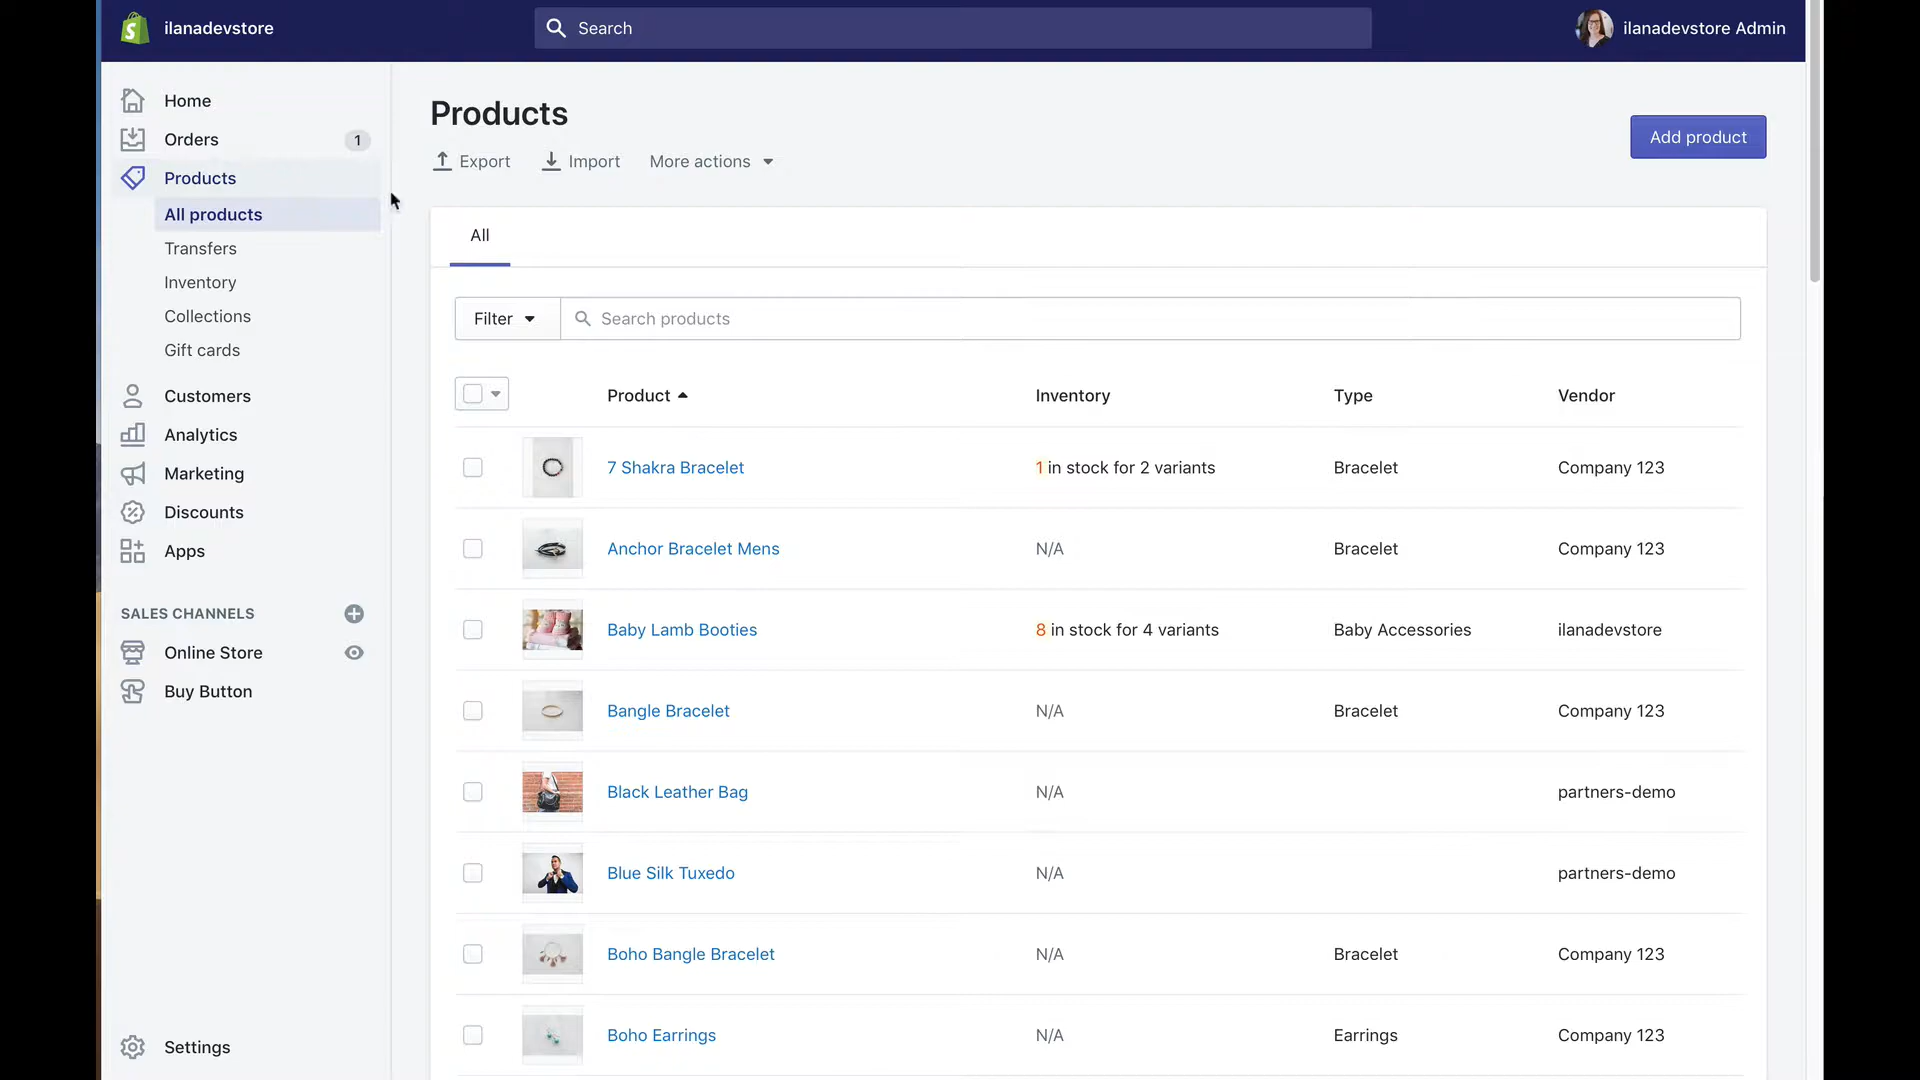 ilanadevstore
Search
ilanadevstore Admin
Home
Orders
1
Products
All products
Transfers
Inventory
Collections
Gift cards
Customers
Analytics
Marketing
Discounts
Apps
SALES CHANNELS
Online Store
Buy Button
Settings
Products
Export
Import
More actions
Add product
All
Filter
Search products
Product Inventory Type Vendor
7 Shakra Bracelet 1 in stock for 2 variants Bracelet Company 123
Anchor Bracelet Mens N/A Bracelet Company 123
Baby Lamb Booties 8 in stock for 4 variants Baby Accessories ilanadevstore
Bangle Bracelet N/A Bracelet Company 123
Black Leather Bag N/A partners-demo
Blue Silk Tuxedo N/A partners-demo
Boho Bangle Bracelet N/A Bracelet Company 123
Boho Earrings N/A Earrings Company 123